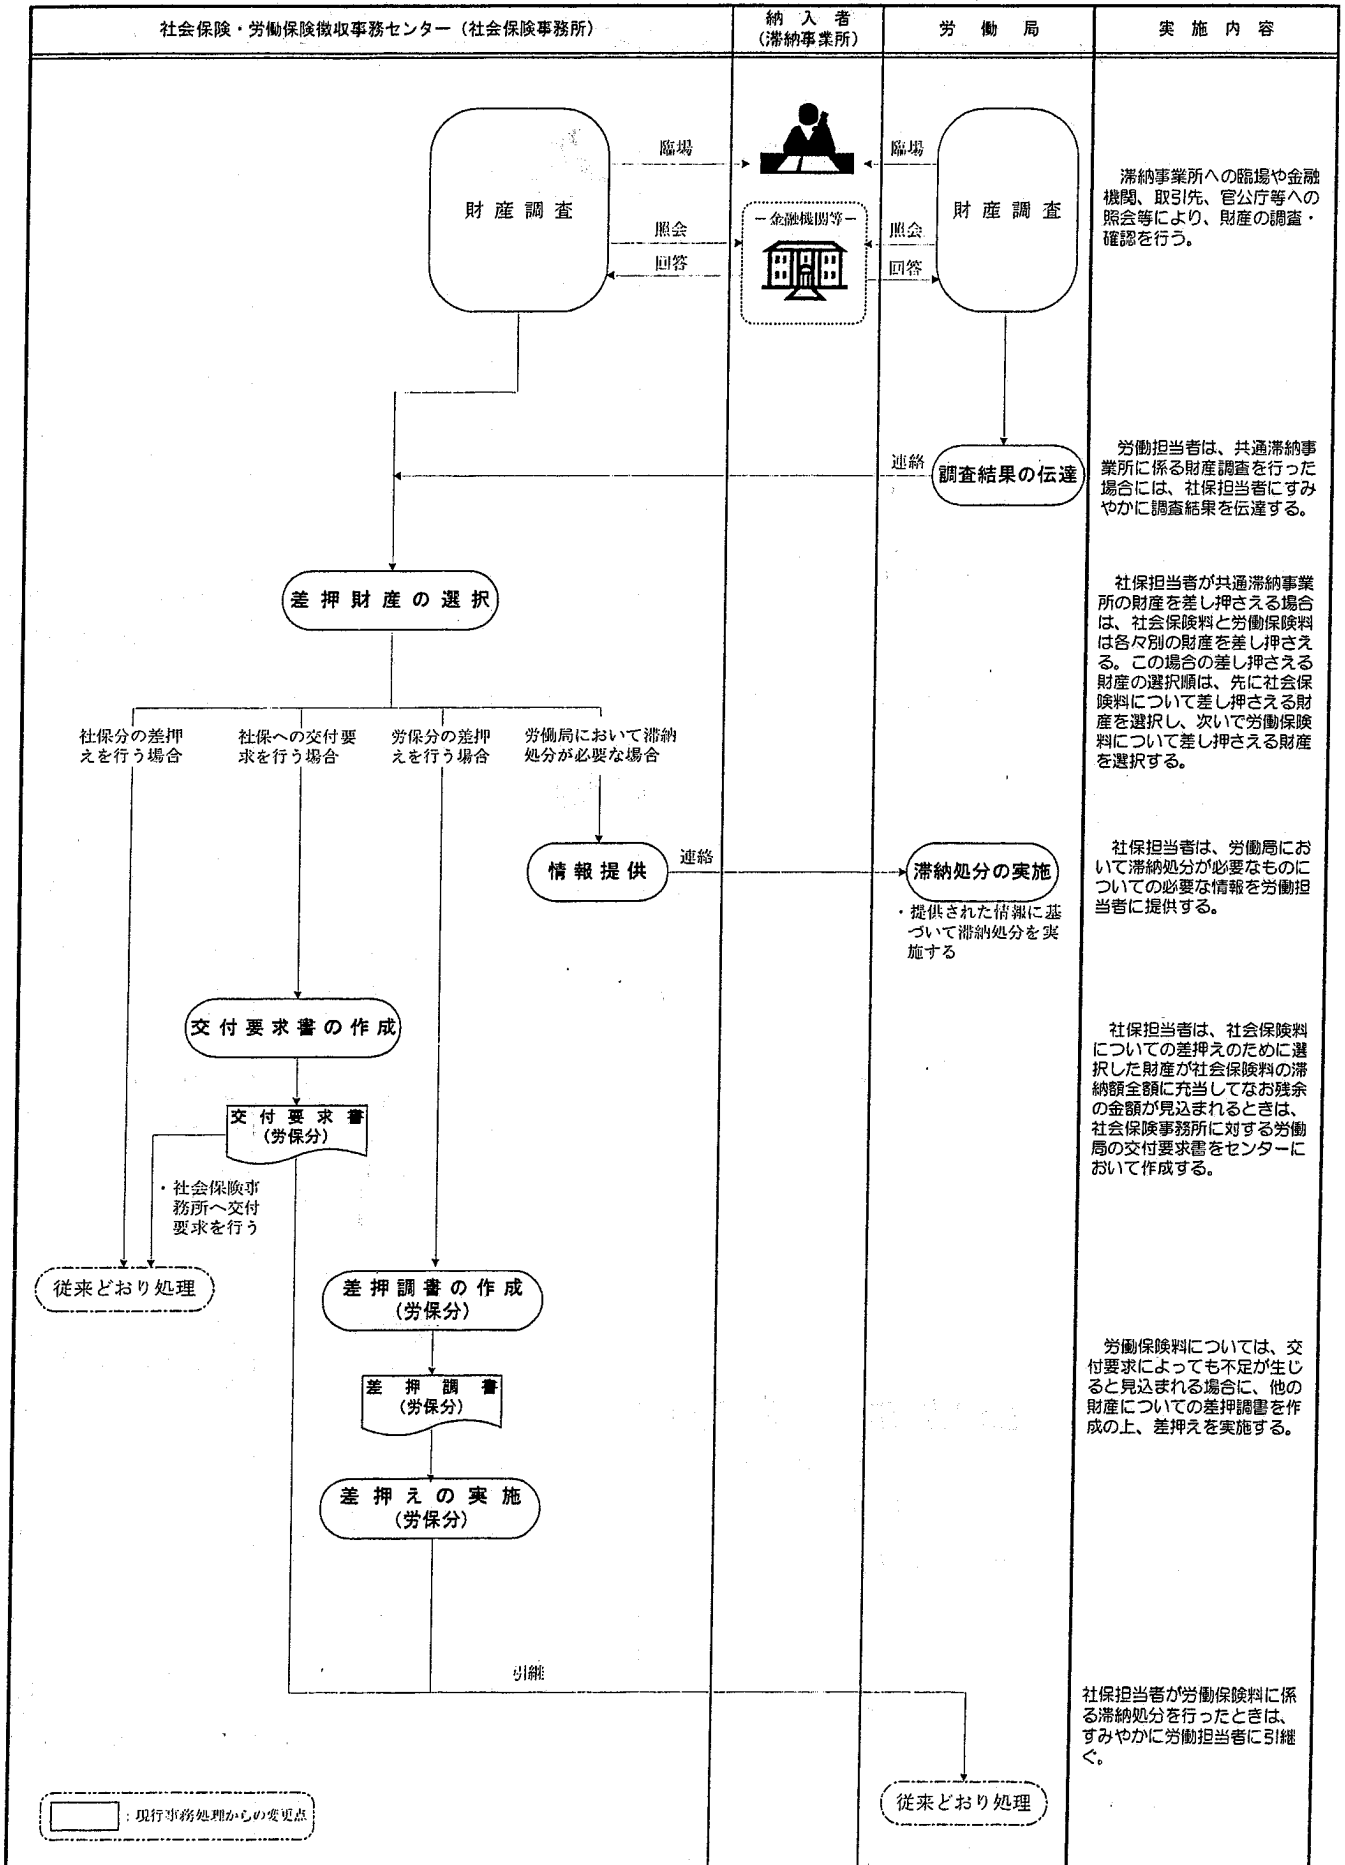 社会保険・労働保険徴収事務センター（社会保険事務所）
納入者
（滞納事業所）
労働局
実施内容
財産調査
臨場
照会
回答
－金融機関等－
臨場
照会
回答
財産調査
滞納事業所への臨場や金融
機関、取引先、官公庁等への
照会等により、財産の調査・
確認を行う。
連絡
調査結果の伝達
労働担当者は、共通滞納事
業所に係る財産調査を行った
場合には、社保担当者にすみ
やかに調査結果を伝達する。
差押財産の選択
社保担当者が共通滞納事業
所の財産を差し押さえる場合
は、社会保険料と労働保険料
は各々別の財産を差し押さえ
る。この場合の差し押さえる
財産の選択順は、先に社会保
険料について差し押さえる財
産を選択し、次いで労働保険
料について差し押さえる財産
を選択する。
社保分の差押
えを行う場合
社保への交付要
求を行う場合
労保分の差押
えを行う場合
労働局において滞納
処分が必要な場合
情報提供
連絡
滞納処分の実施
・提供された情報に基
づいて滞納処分を実
施する
社保担当者は、労働局にお
いて滞納処分が必要なものに
ついての必要な情報を労働担
当者に提供する。
交付要求書の作成
交付要求書
（労保分）
・社会保険事
務所へ交付
要求を行う
社保担当者は、社会保険料
についての差押えのために選
択した財産が社会保険料の滞
納額全額に充当してなお残余
の金額が見込まれるときは、
社会保険事務所に対する労働
局の交付要求書をセンターに
おいて作成する。
従来どおり処理
差押調書の作成
（労保分）
差押調書
（労保分）
差押えの実施
（労保分）
労働保険料については、交
付要求によっても不足が生じ
ると見込まれる場合に、他の
財産についての差押調書を作
成の上、差押えを実施する。
引継
社保担当者が労働保険料に係
る滞納処分を行ったときは、
すみやかに労働担当者に引継
ぐ。
従来どおり処理
：現行事務処理からの変更点